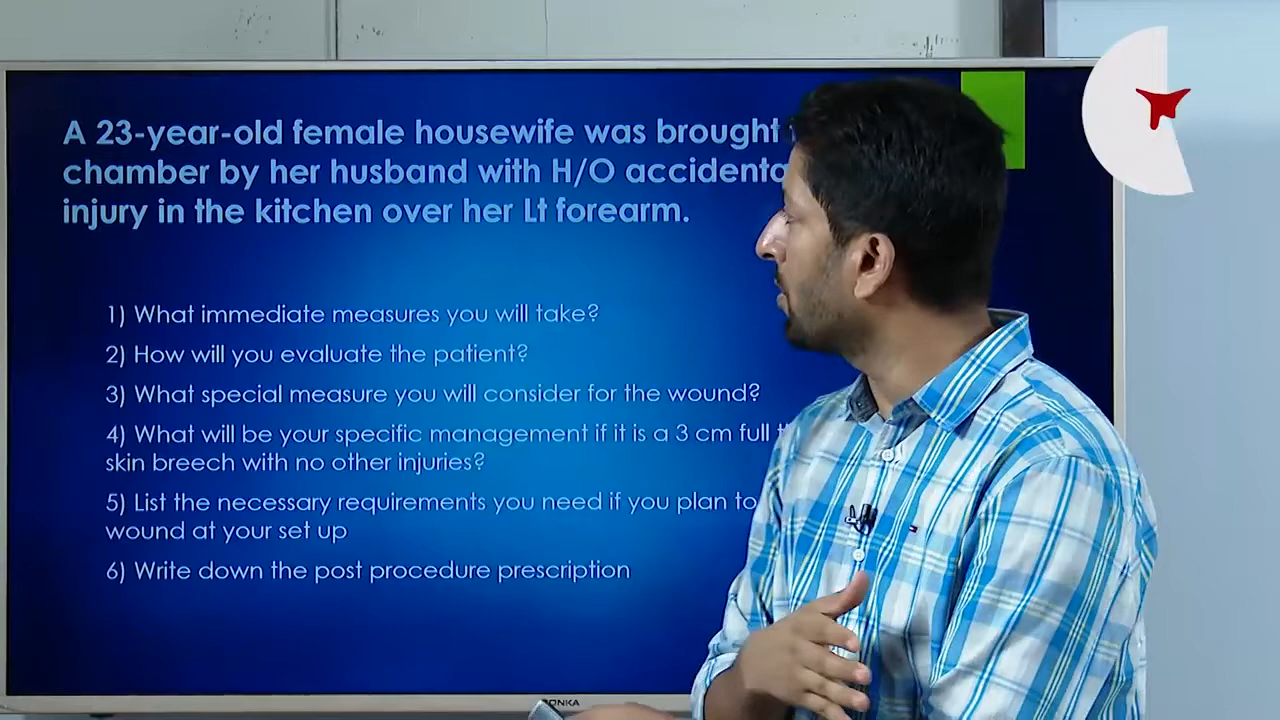 A 23-year-old female housewife was brought
chamber by her husband with H/O
injury in the kitchen over her Lt forearm.
1) What immediate measures you will take?
2) How will you evaluate the patient?
3) What special measure you will consider for the wound?
4) What will be your specific management if it is a 3 cm full
skin breech with no other injuries?
5) List the necessary requirements you need if you plan to
wound at your set up
6) Write down the post procedure prescription